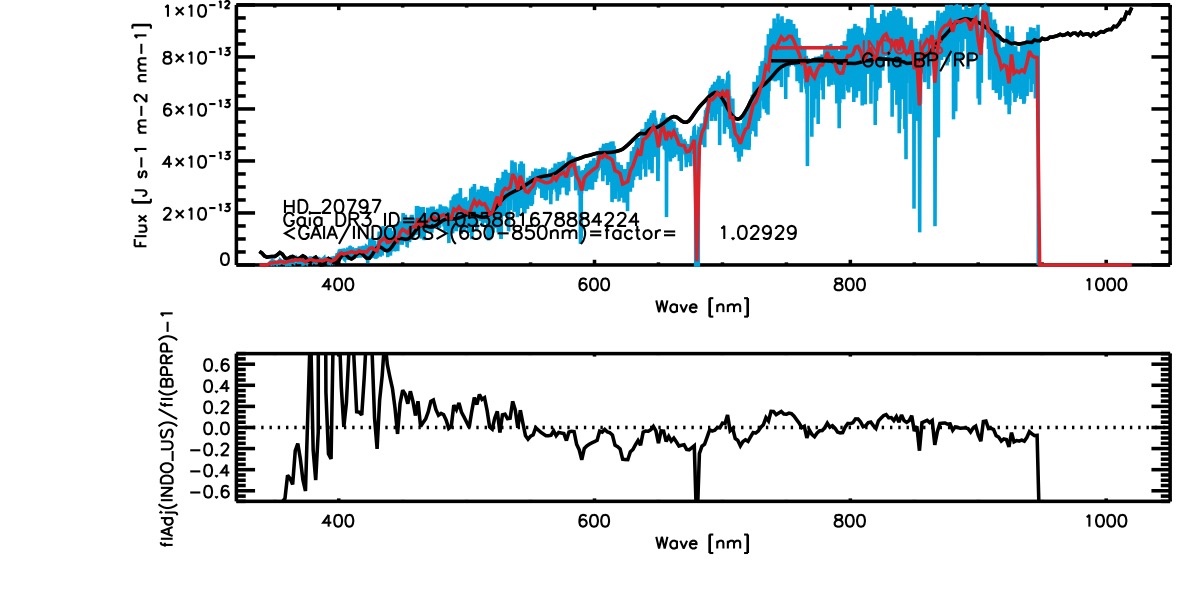 1×10−12
8×10−13
6×10−13
4×10−13
2×10−13
0
Flux [J s−1 m−2 nm−1]
Gaia BP/RP
HD_20797
<GAIA/INDO_US>(650−850nm)=factor= 1.02929
400 600 800 1000
Wave [nm]
flAdj(INDO_US)/fl(BPRP)−1
0.6
0.4
0.2
0.0
−0.2
−0.4
−0.6
400 600 800 1000
Wave [nm]